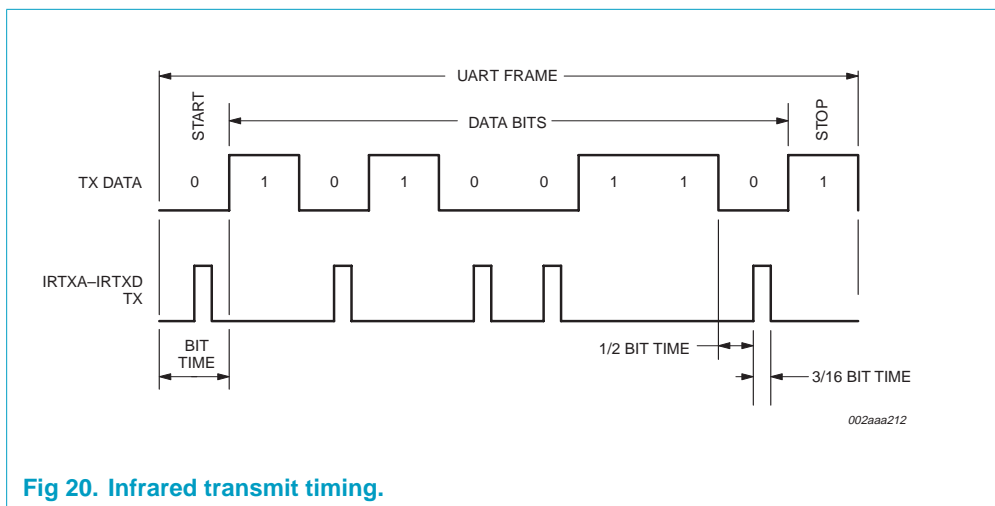 UART FRAME
START
DATA BITS
STOP
TX DATA
0 1 0 1 0 0 1 1 0 1
IRTXA–IRTXD
TX
BIT
TIME
1/2 BIT TIME
3/16 BIT TIME
002aaa212
Fig 20. Infrared transmit timing.